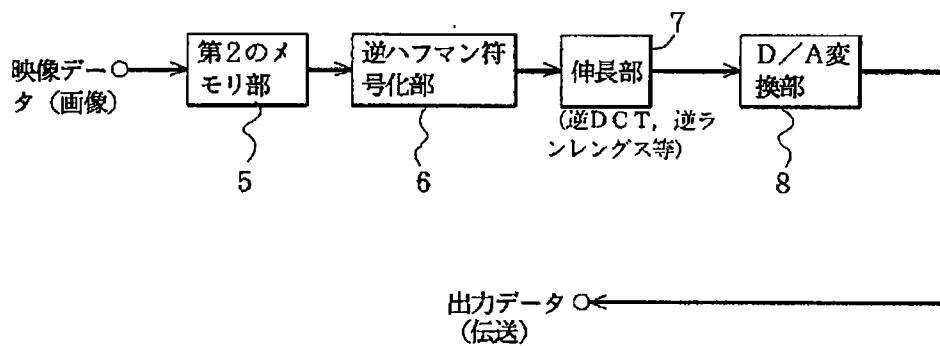 映像デー
タ（画像）
第２のメ
モリ部
5
逆ハフマン符
号化部
6
伸長部
7
（逆ＤＣＴ，逆ラ
ンレングス等）
Ｄ／Ａ変
換部
8
出力データ
（伝送）